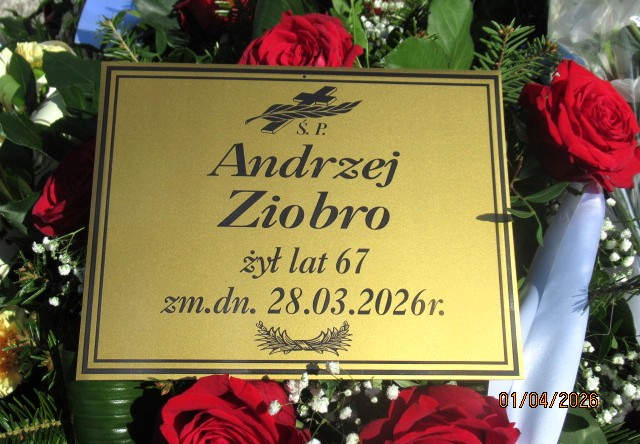 Ś. P.
Andrzej
Ziobro
żył lat 67
zm.dn. 28.03.2026r.
01/04/2026